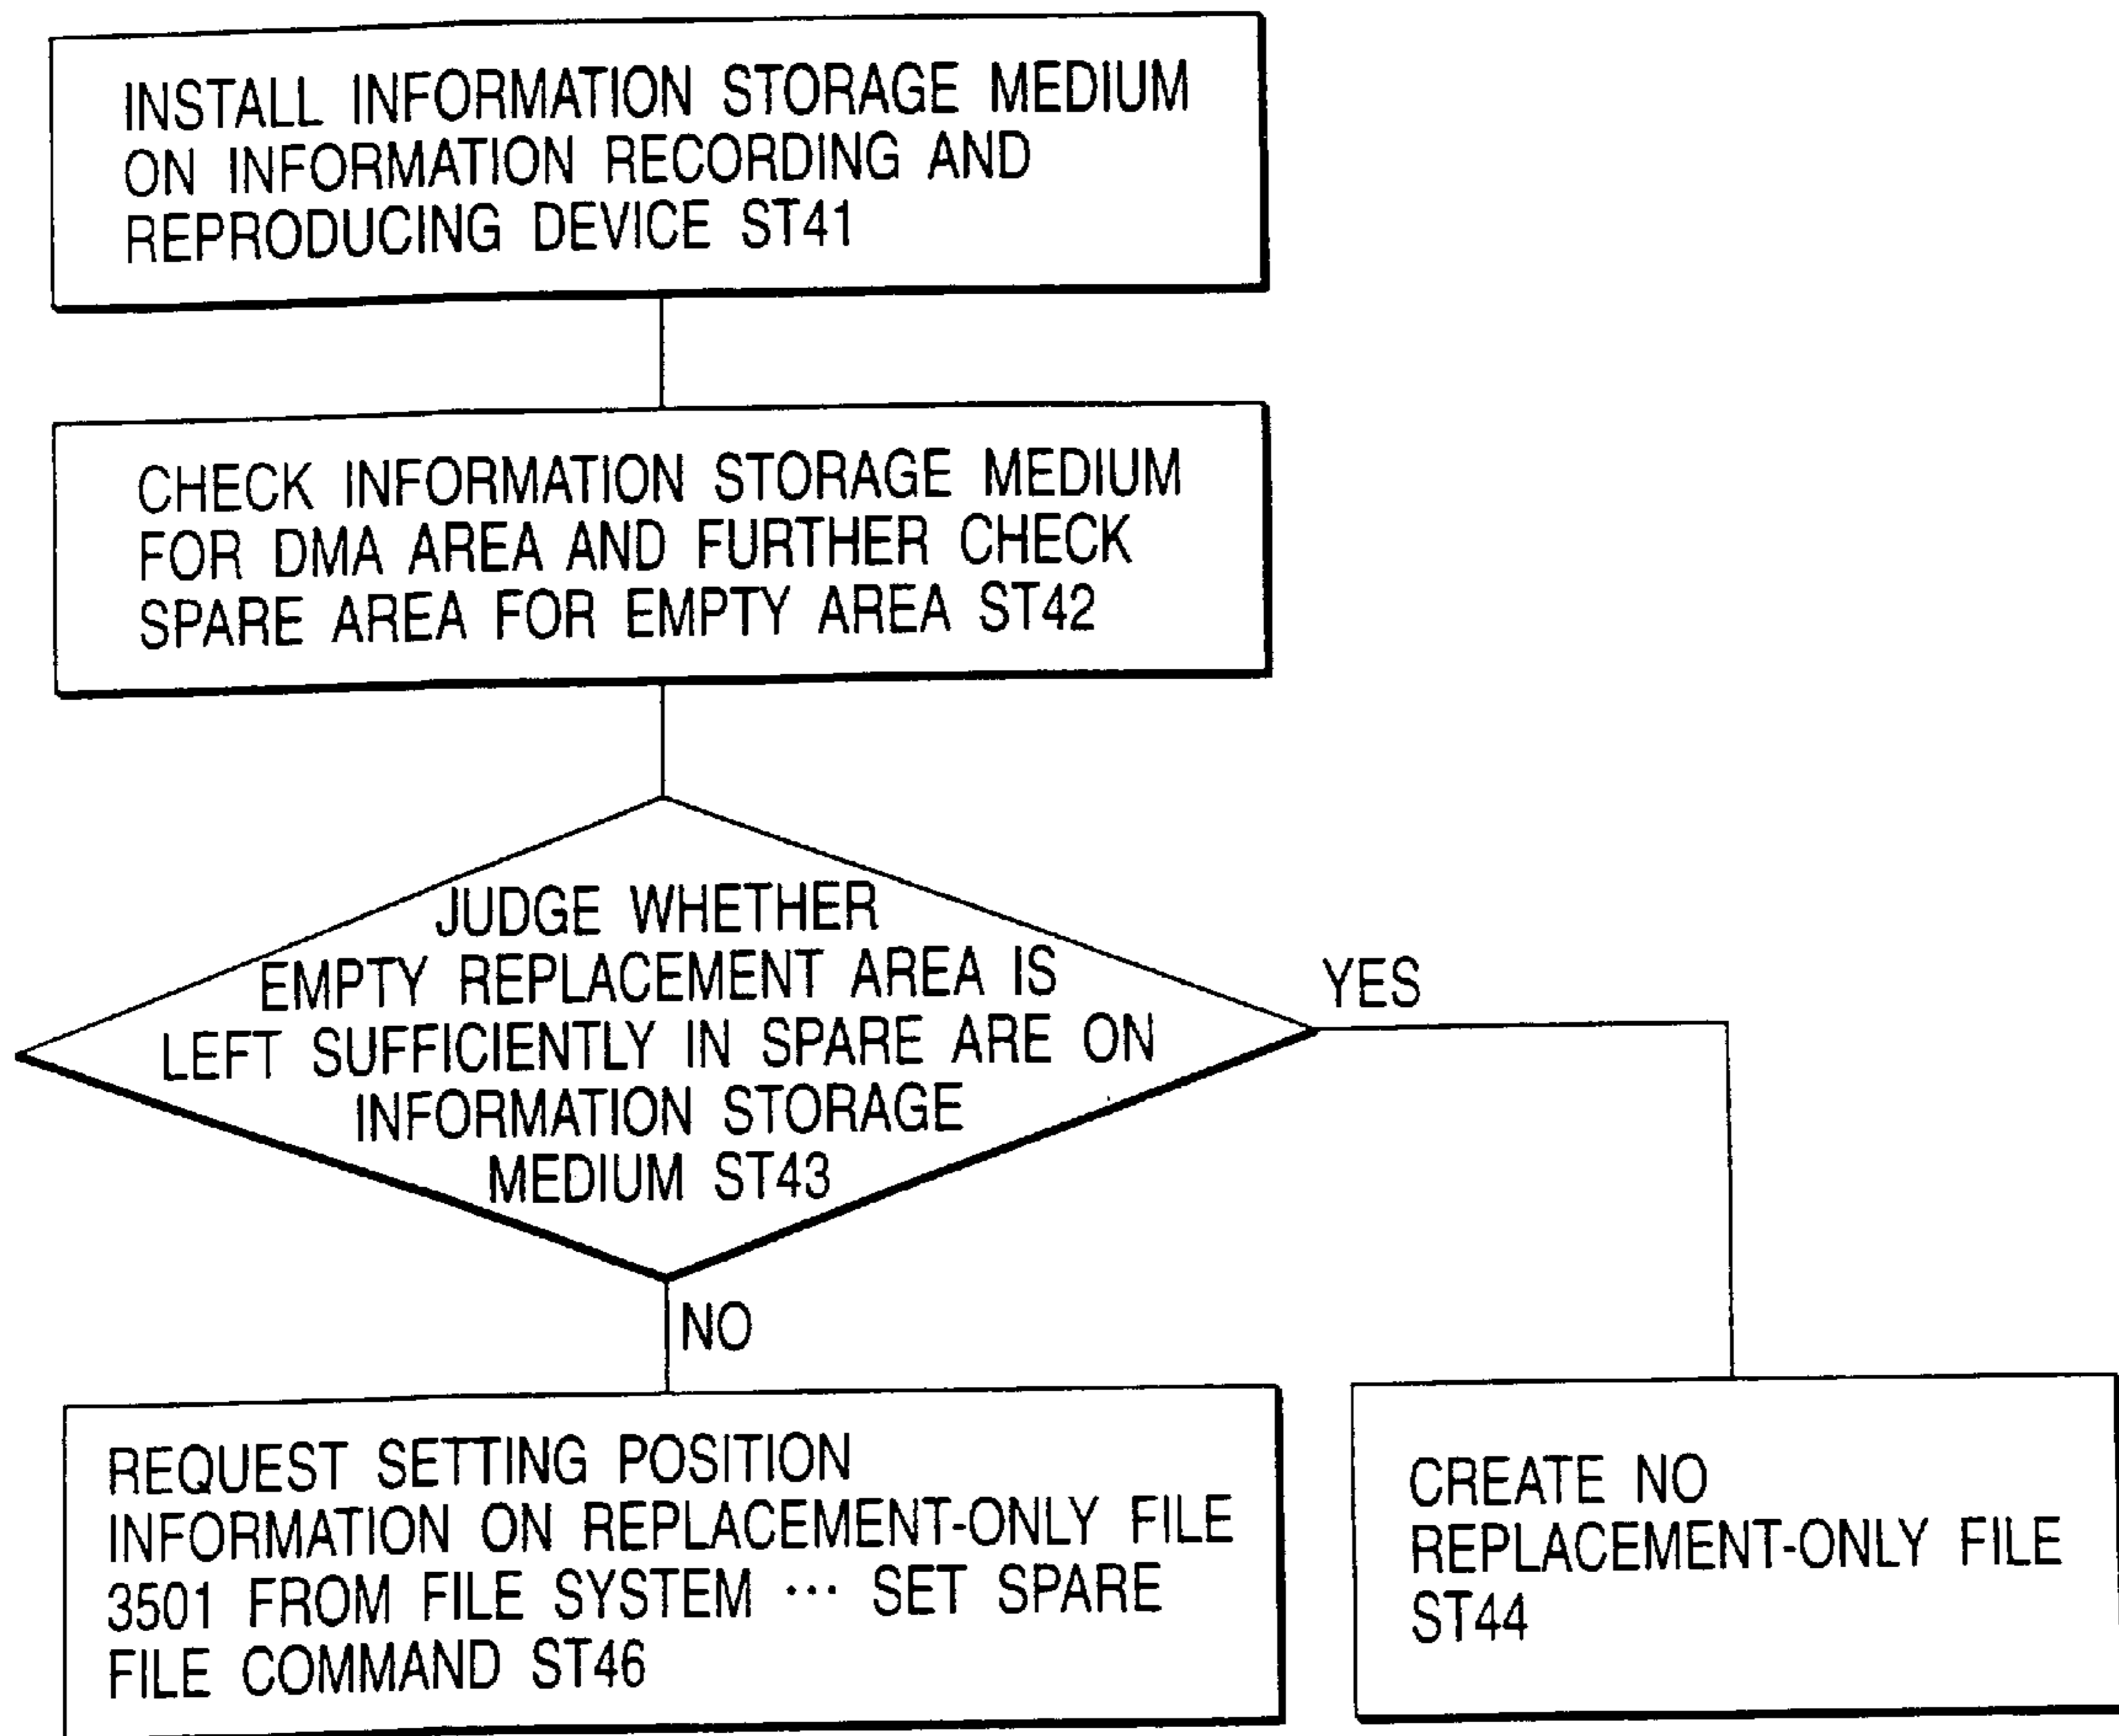 INSTALL INFORMATION STORAGE MEDIUM
ON INFORMATION RECORDING AND
REPRODUCING DEVICE ST41
CHECK INFORMATION STORAGE MEDIUM
FOR DMA AREA AND FURTHER CHECK
SPARE AREA FOR EMPTY AREA ST42
JUDGE WHETHER
EMPTY REPLACEMENT AREA IS
LEFT SUFFICIENTLY IN SPARE ARE ON
INFORMATION STORAGE
MEDIUM ST43
YES
NO
REQUEST SETTING POSITION
INFORMATION ON REPLACEMENT-ONLY FILE
3501 FROM FILE SYSTEM ··· SET SPARE
FILE COMMAND ST46
CREATE NO
REPLACEMENT-ONLY FILE
ST44